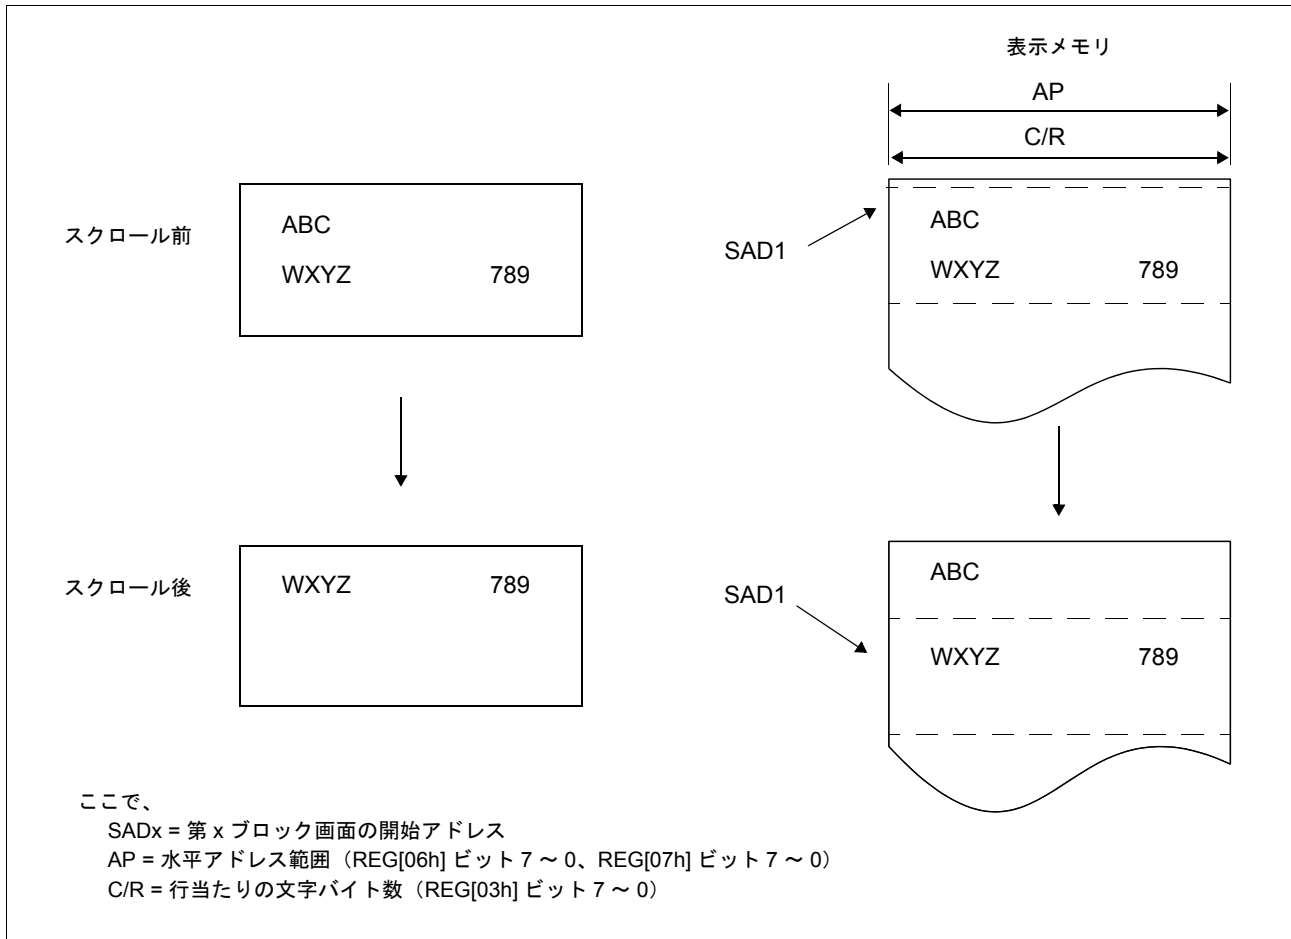 表示メモリ
AP
C/R
スクロール前
ABC
WXYZ 789
SAD1
ABC
WXYZ 789
スクロール後
WXYZ 789
SAD1
ABC
WXYZ 789
ここで、
SADx = 第 x ブロック画面の開始アドレス
AP = 水平アドレス範囲（REG[06h] ビット 7 ～ 0、REG[07h] ビット 7 ～ 0）
C/R = 行当たりの文字バイト数（REG[03h] ビット 7 ～ 0）